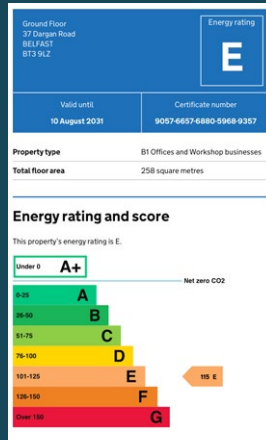 Ground Floor
37 Dargan Road
BELFAST
BT3 9LZ
Energy rating
E
Valid until
10 August 2031
Certificate number
9057-6657-6880-5968-9357
Property type B1 Offices and Workshop businesses
Total floor area 258 square metres
Energy rating and score
This property's energy rating is E.
Under 0 A+
Net zero CO2
0-25 A
26-50 B
51-75 C
76-100 D
101-125 E 115 E
126-150 F
Over 150 G